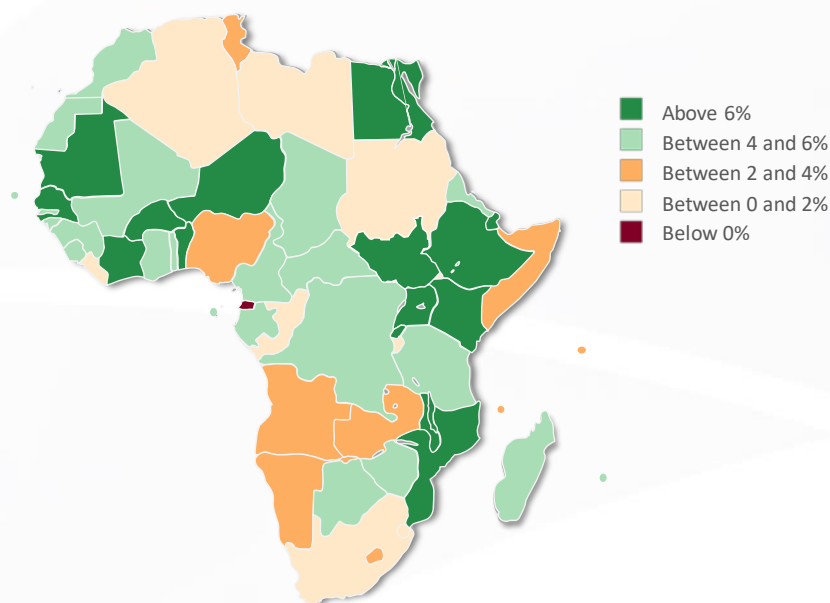 Above 6%
Between 4 and 6%
Between 2 and 4%
Between 0 and 2%
Below 0%